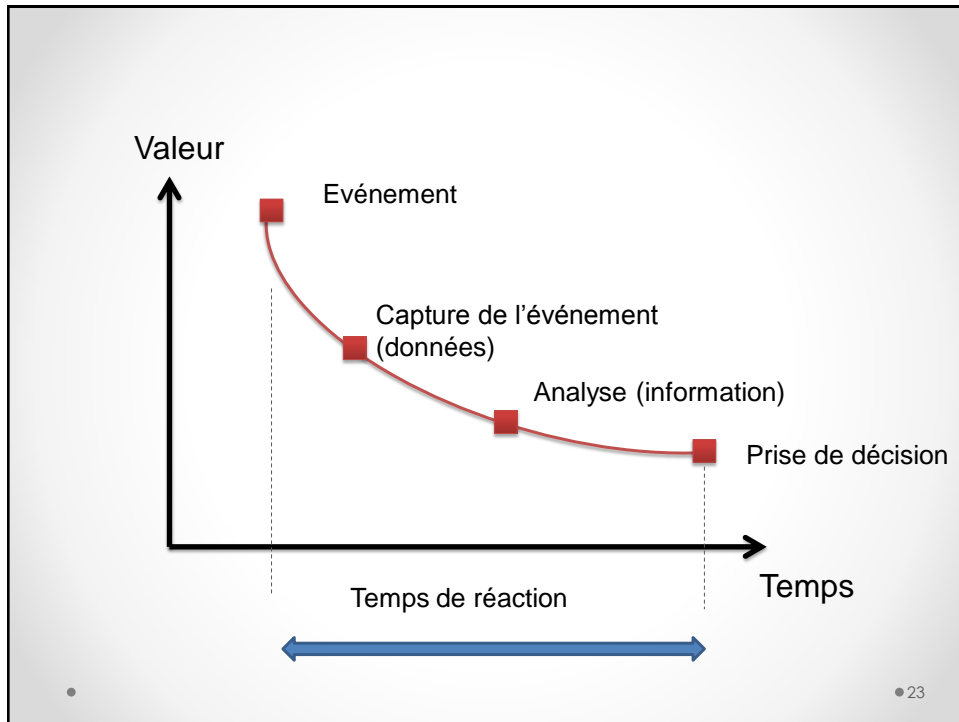 Valeur
Evénement
Capture de l’événement
(données)
Analyse (information)
Prise de décision
Temps
Temps de réaction
23